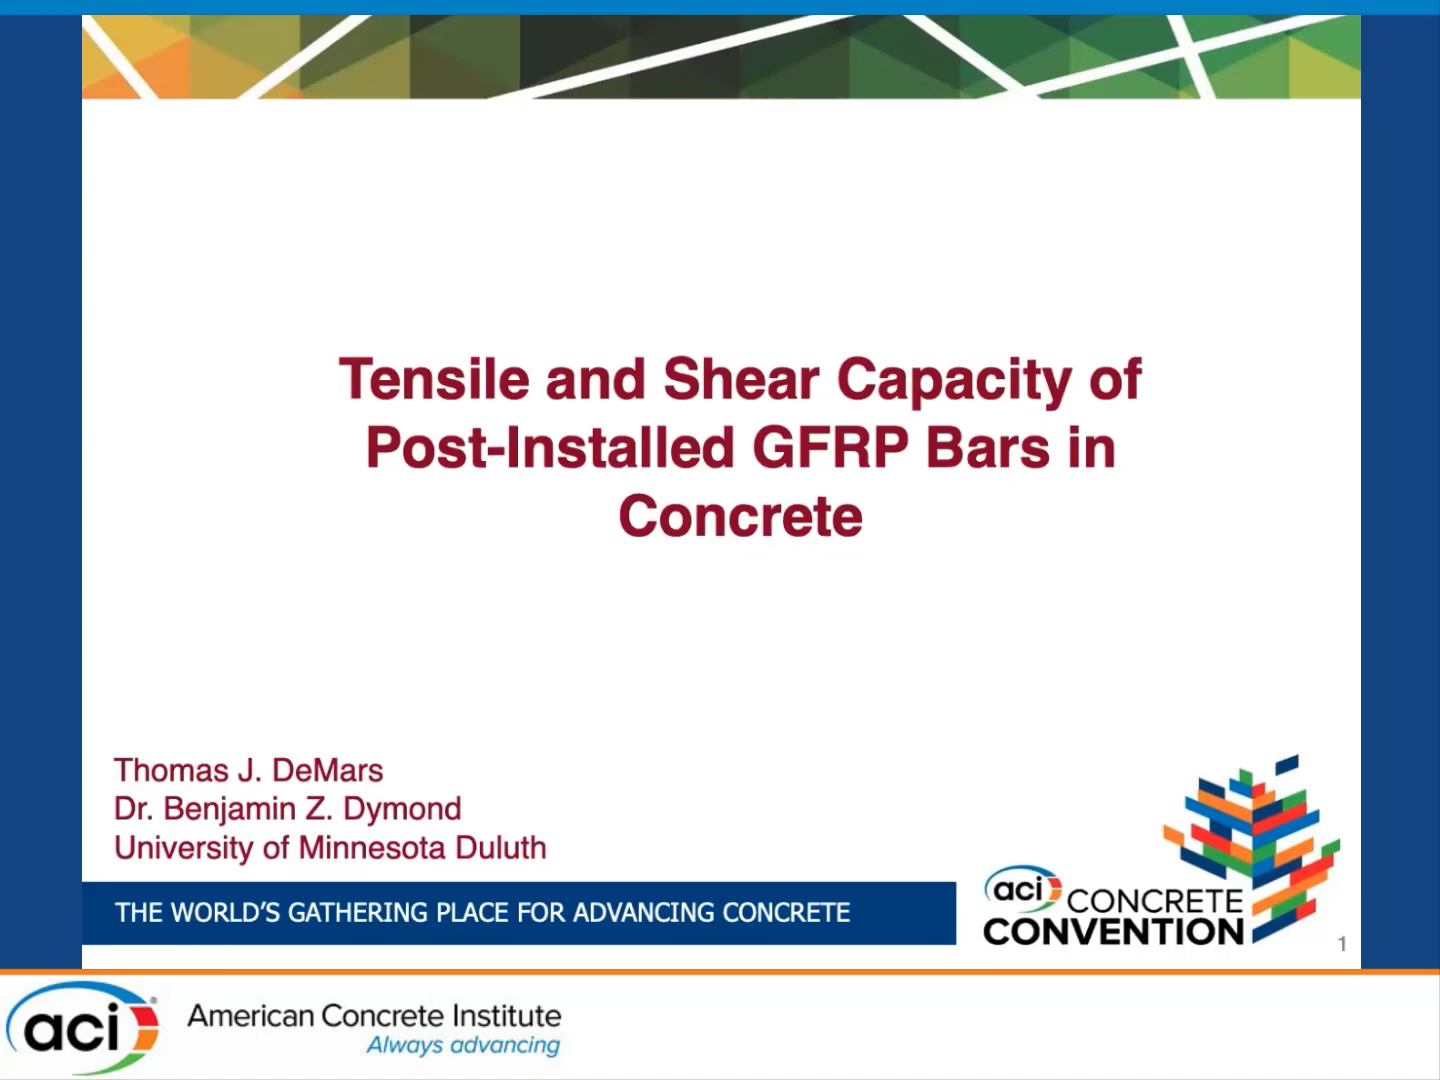 Tensile and Shear Capacity of
Post-Installed GFRP Bars in
Concrete
Thomas J. DeMars
Dr. Benjamin Z. Dymond
University of Minnesota Duluth
THE WORLD'S GATHERING PLACE FOR ADVANCING CONCRETE
aci CONCRETE
CONVENTION
1
aci® American Concrete Institute
Always advancing